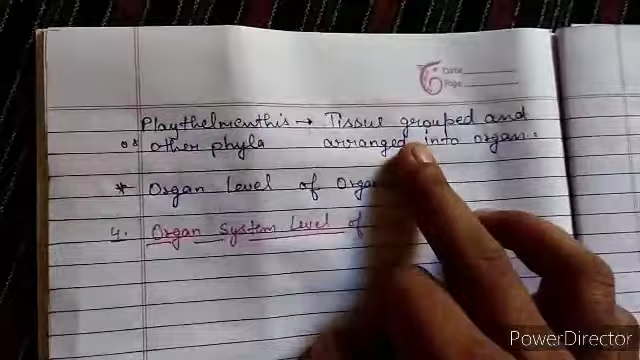 Date
Page
Playthelmenthis → Tissue grouped and
or other phyla arranged into organ.
* Organ Level of
4. Organ system Level of
PowerDirector